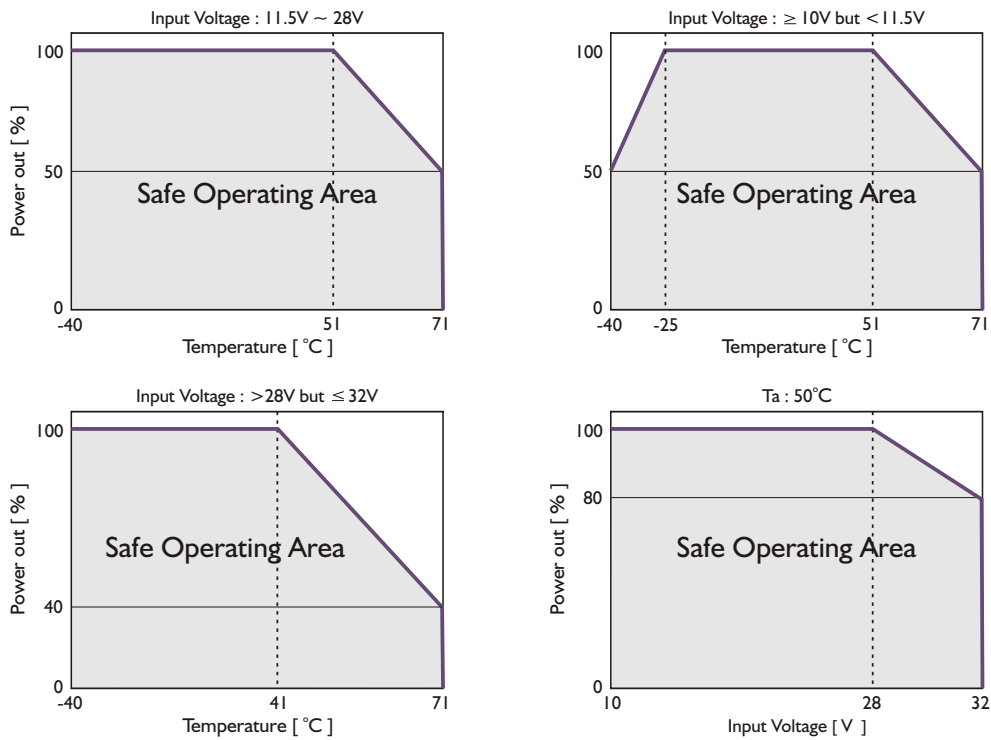 Input Voltage : 11.5V ~ 28V
100
50
0
Power out [ % ]
Safe Operating Area
-40
51
71
Temperature [ °C ]
Input Voltage : ≥ 10V but <11.5V
100
50
0
Power out [ % ]
Safe Operating Area
-40
-25
51
71
Temperature [ °C ]
Input Voltage : >28V but ≤ 32V
100
40
0
Power out [ % ]
Safe Operating Area
-40
41
71
Temperature [ °C ]
Ta : 50°C
100
80
0
Power out [ % ]
Safe Operating Area
10
28
32
Input Voltage [ V ]